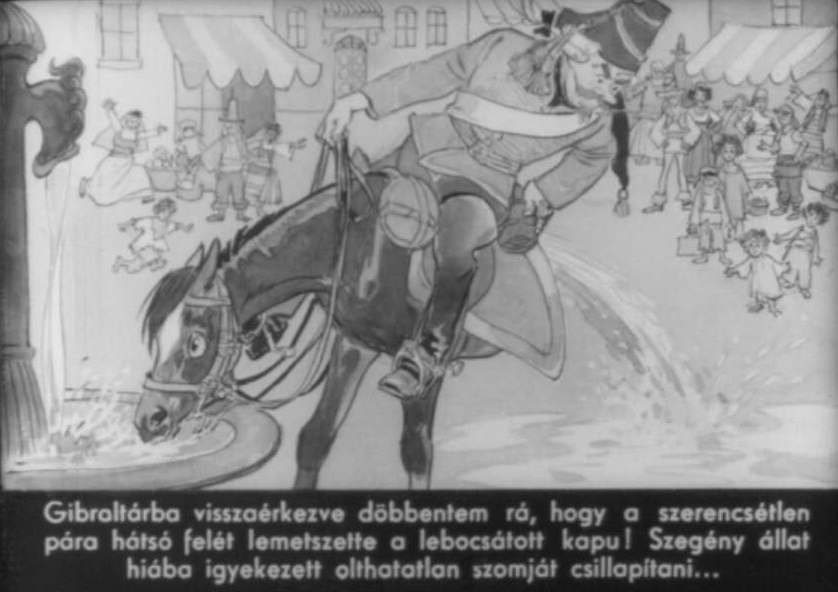 Gibraltárba visszaérkezve döbbentem rá, hogy a szerencsétlen
pára hátsó felét lemetszette a lebocsátott kapu! Szegény állat
hiába igyekezett olthatatlan szomját csillapítani...